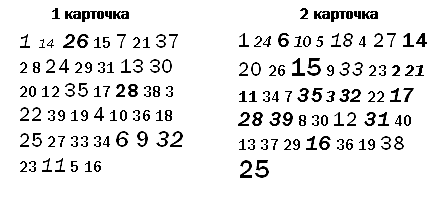 1 карточка
1 14 26 15 7 21 37
2 8 24 29 31 13 30
20 12 35 17 28 38 3
22 39 19 4 10 36 18
25 27 33 34 6 9 32
23 11 5 16
2 карточка
1 24 6 10 5 18 4 27 14
20 26 15 9 33 23 2 21
11 34 7 35 3 32 22 17
28 39 8 30 12 31 40
13 37 29 16 36 19 38
25